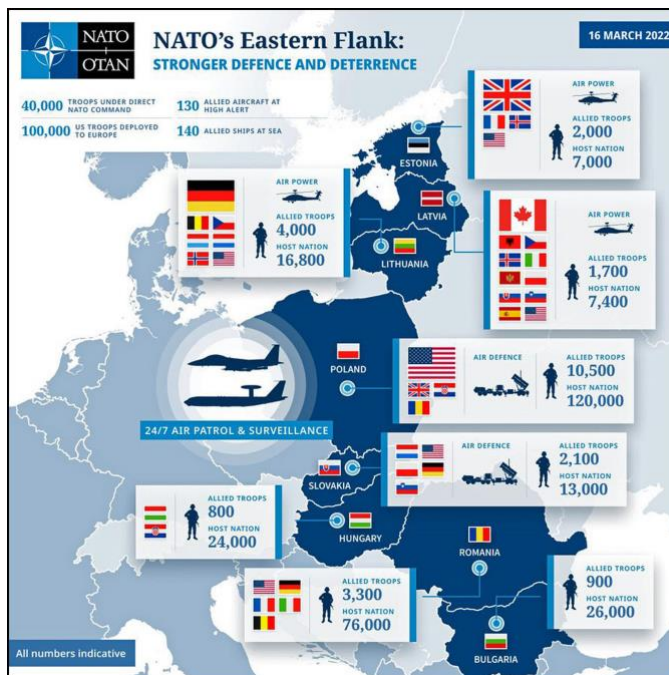 NATO
OTAN
NATO's Eastern Flank:
STRONGER DEFENCE AND DETERRENCE
16 MARCH 2022
40,000 TROOPS UNDER DIRECT NATO COMMAND
130 ALLIED AIRCRAFT AT HIGH ALERT
100,000 US TROOPS DEPLOYED TO EUROPE
140 ALLIED SHIPS AT SEA
AIR POWER
ALLIED TROOPS
2,000
HOST NATION
7,000
ESTONIA
AIR POWER
ALLIED TROOPS
4,000
HOST NATION
16,800
LATVIA
LITHUANIA
AIR POWER
ALLIED TROOPS
1,700
HOST NATION
7,400
POLAND
AIR DEFENCE
ALLIED TROOPS
10,500
HOST NATION
120,000
24/7 AIR PATROL & SURVEILLANCE
SLOVAKIA
AIR DEFENCE
ALLIED TROOPS
2,100
HOST NATION
13,000
ALLIED TROOPS
800
HOST NATION
24,000
HUNGARY
ROMANIA
ALLIED TROOPS
3,300
HOST NATION
76,000
ALLIED TROOPS
900
HOST NATION
26,000
BULGARIA
All numbers indicative